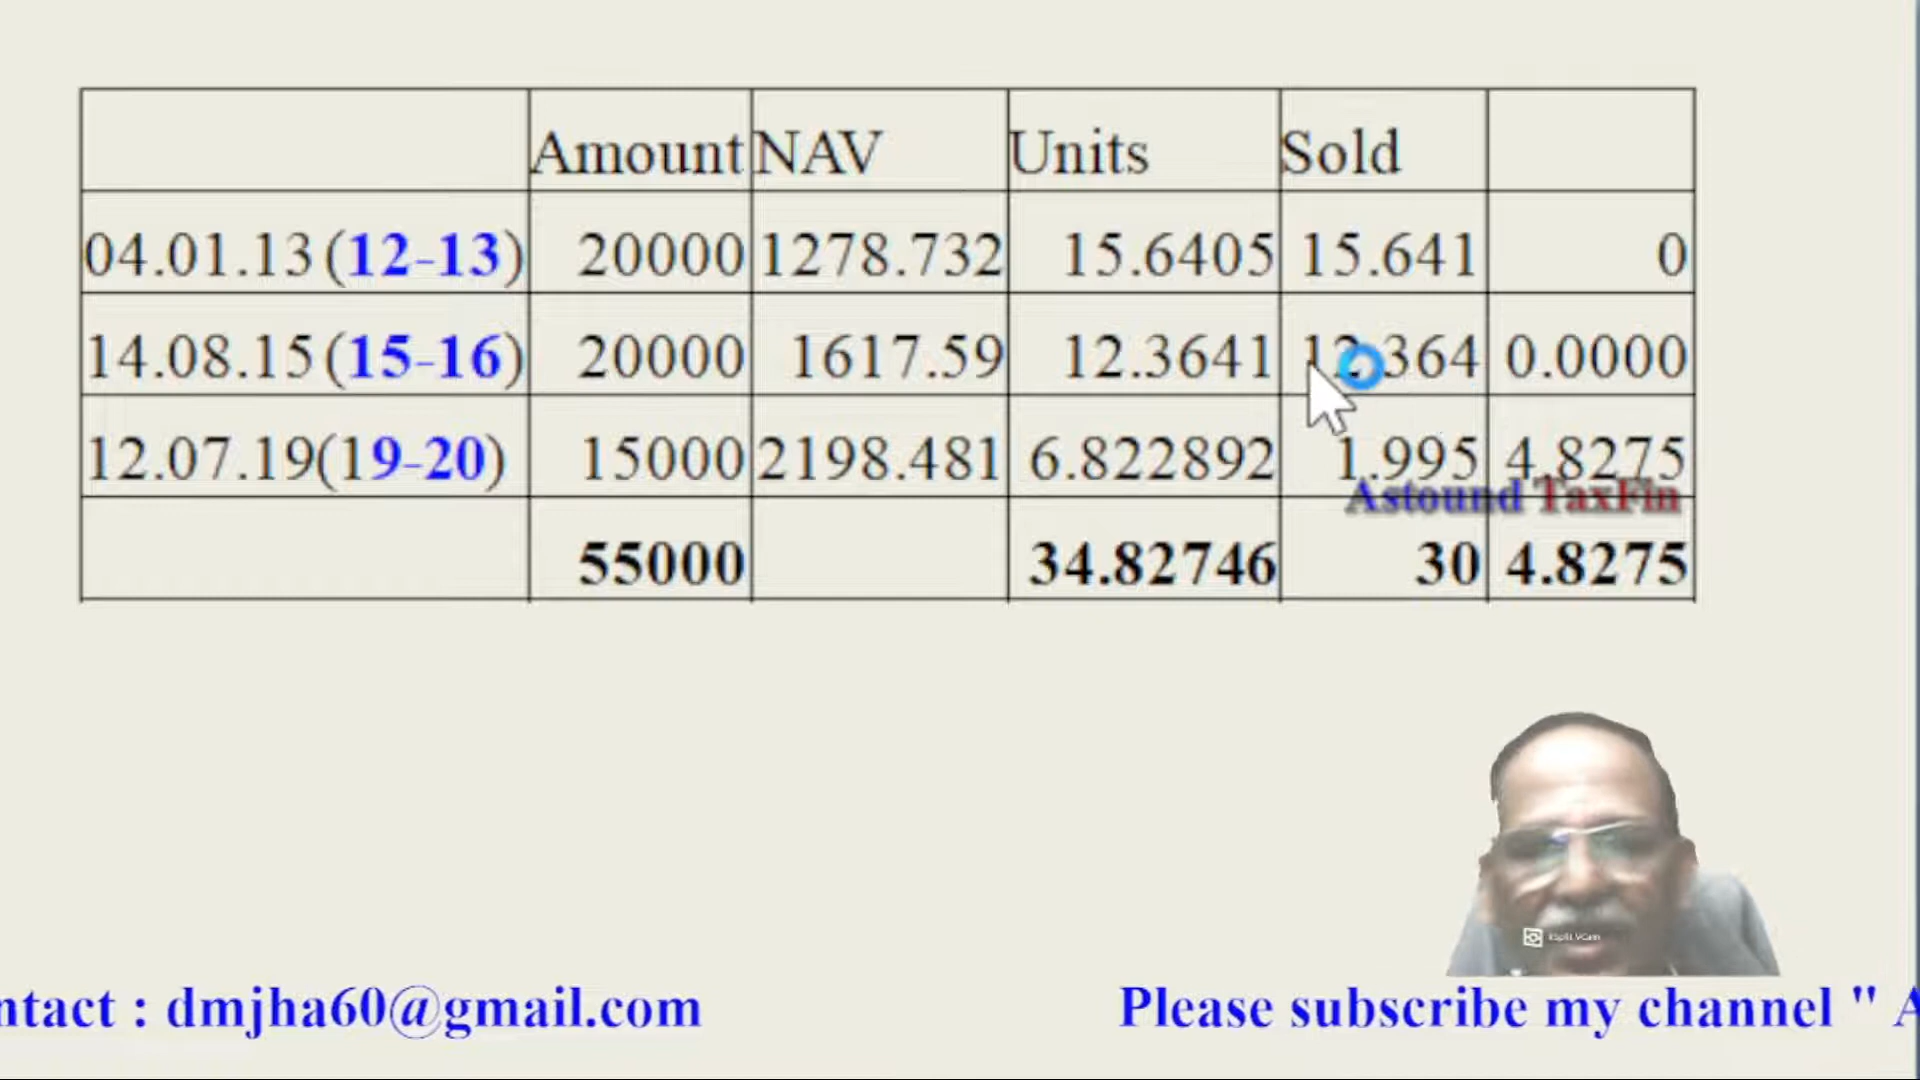 Amount NAV Units Sold
04.01.13(12-13) 20000 1278.732 15.6405 15.641 0
14.08.15(15-16) 20000 1617.59 12.3641 12.364 0.0000
12.07.19(19-20) 15000 2198.481 6.822892 1.995 4.8275
Astound TaxFin
55000 34.82746 30 4.8275
XSplit VCam
ntact : dmjha60@gmail.com Please subscribe my channel " A